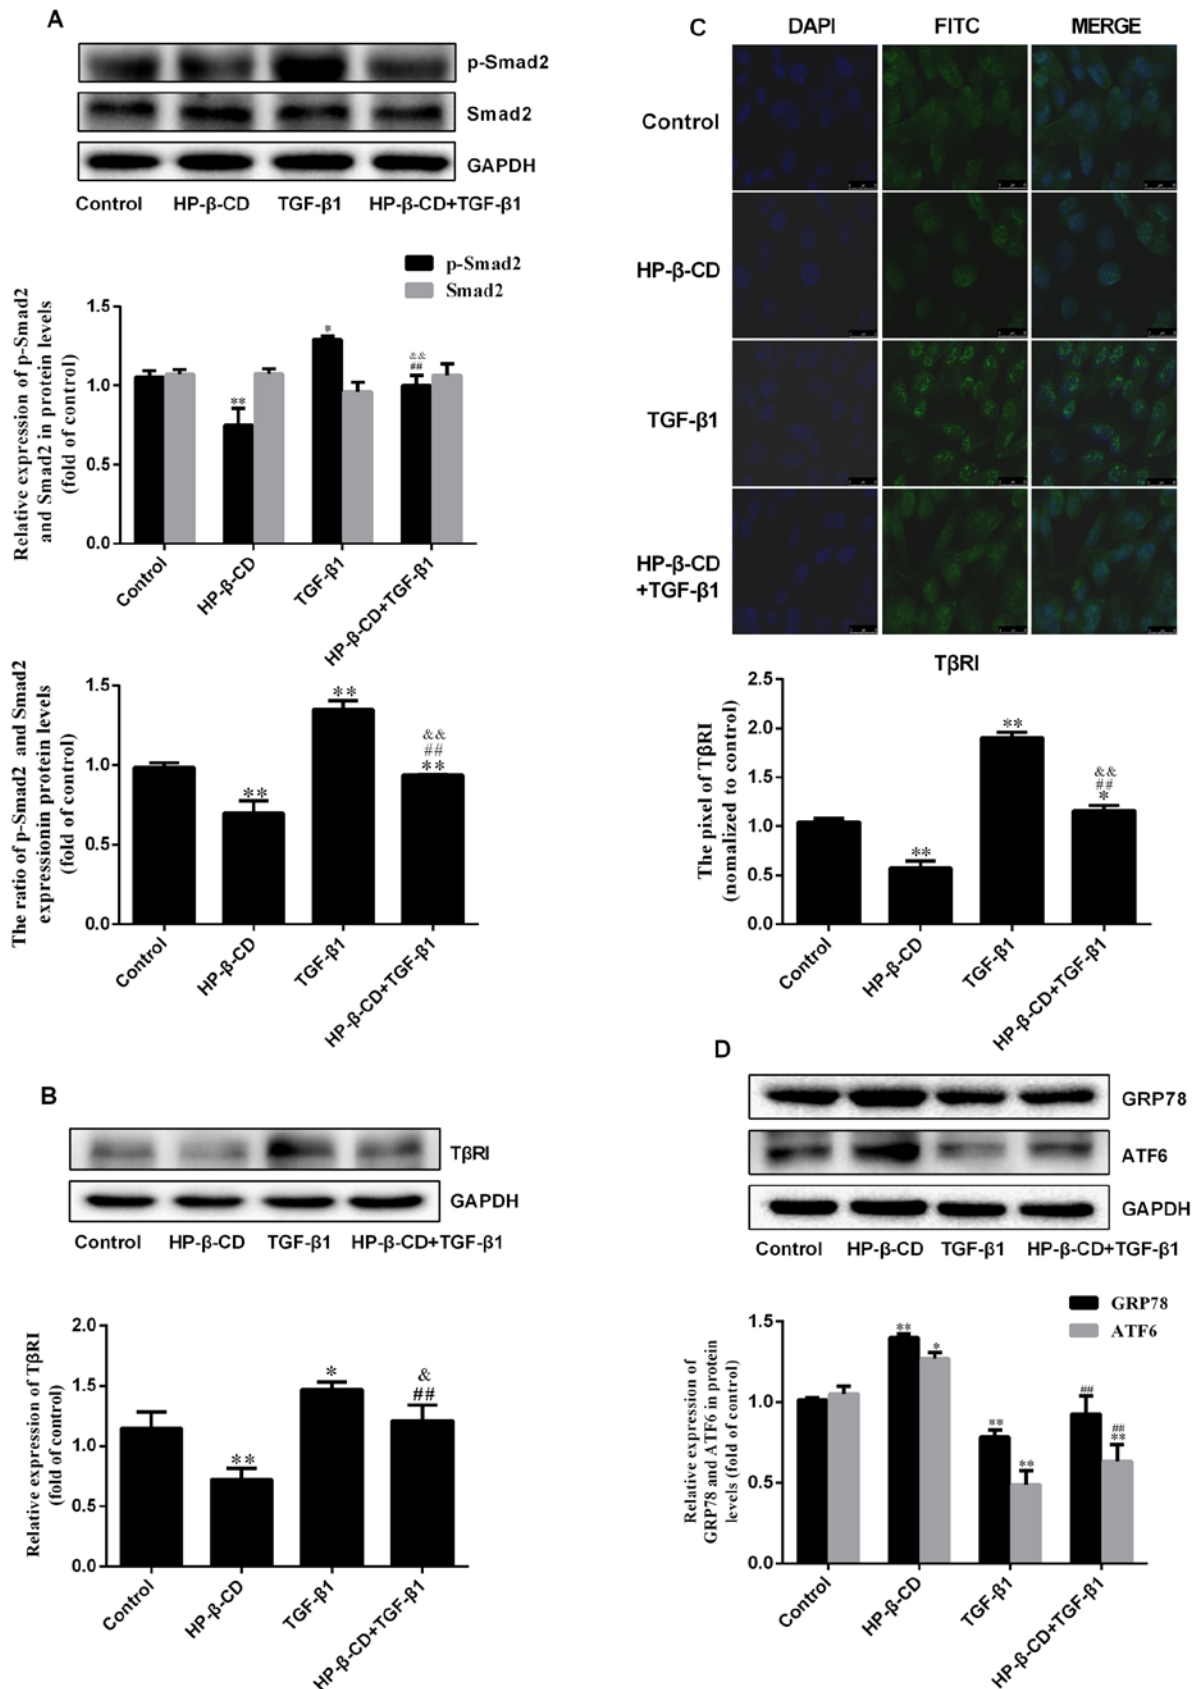 A
p-Smad2
Smad2
GAPDH
Control HP-β-CD TGF-β1 HP-β-CD+TGF-β1
p-Smad2
Smad2
Relative expression of p-Smad2
and Smad2 in protein levels
(fold of control)
1.5
1.0
0.5
0.0
**
*
&&
##
Control
HP-β-CD
TGF-β1
HP-β-CD+TGF-β1
The ratio of p-Smad2 and Smad2
expressionin protein levels
(fold of control)
1.5
1.0
0.5
0.0
**
**
&&
##
**
Control
HP-β-CD
TGF-β1
HP-β-CD+TGF-β1
B
TβRI
GAPDH
Control HP-β-CD TGF-β1 HP-β-CD+TGF-β1
Relative expression of TβRI
(fold of control)
2.0
1.5
1.0
0.5
0.0
**
*
&
##
Control
HP-β-CD
TGF-β1
HP-β-CD+TGF-β1
C
DAPI FITC MERGE
Control
HP-β-CD
TGF-β1
HP-β-CD
+TGF-β1
TβRI
The pixel of TβRI
(nomalized to control)
2.5
2.0
1.5
1.0
0.5
0.0
**
**
&&
##
*
Control
HP-β-CD
TGF-β1
HP-β-CD+TGF-β1
D
GRP78
ATF6
GAPDH
Control HP-β-CD TGF-β1 HP-β-CD+TGF-β1
GRP78
ATF6
Relative expression of
GRP78 and ATF6 in protein
levels (fold of control)
1.5
1.0
0.5
0.0
**
*
**
**
##
##
**
Control
HP-β-CD
TGF-β1
HP-β-CD+TGF-β1